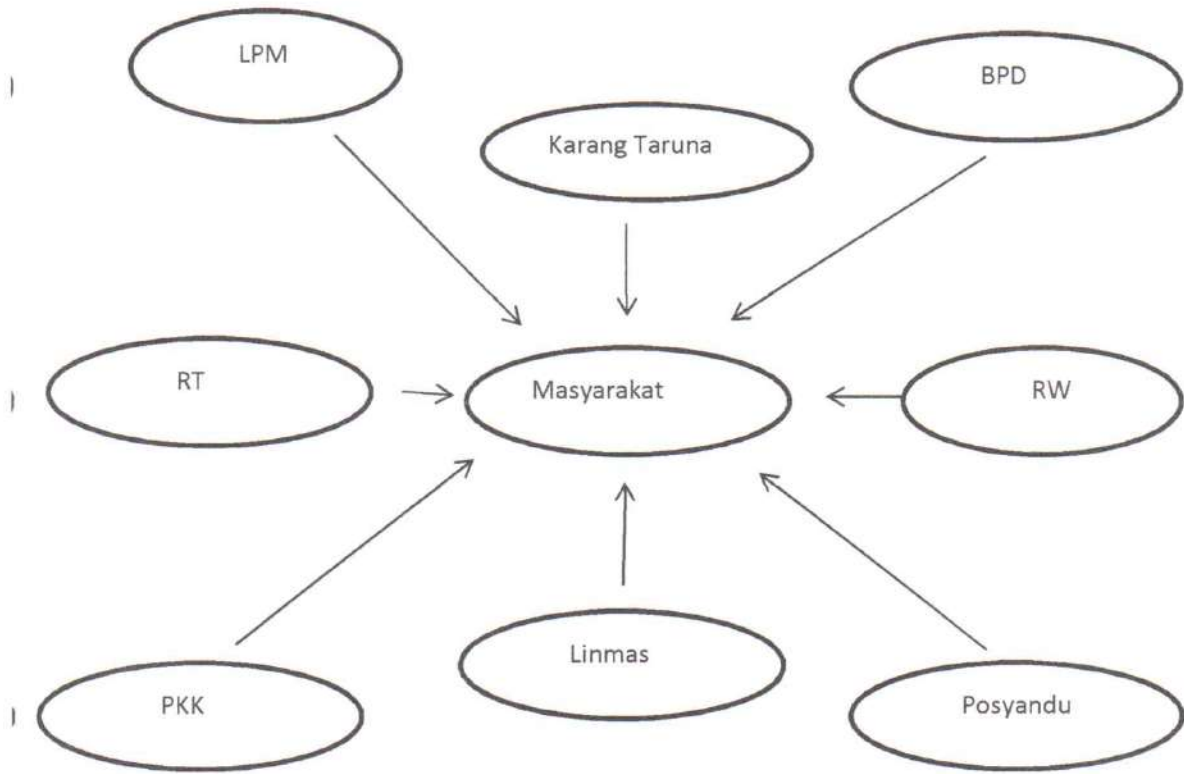 LPM
BPD
Karang Taruna
RT
Masyarakat
RW
Linmas
PKK
Posyandu